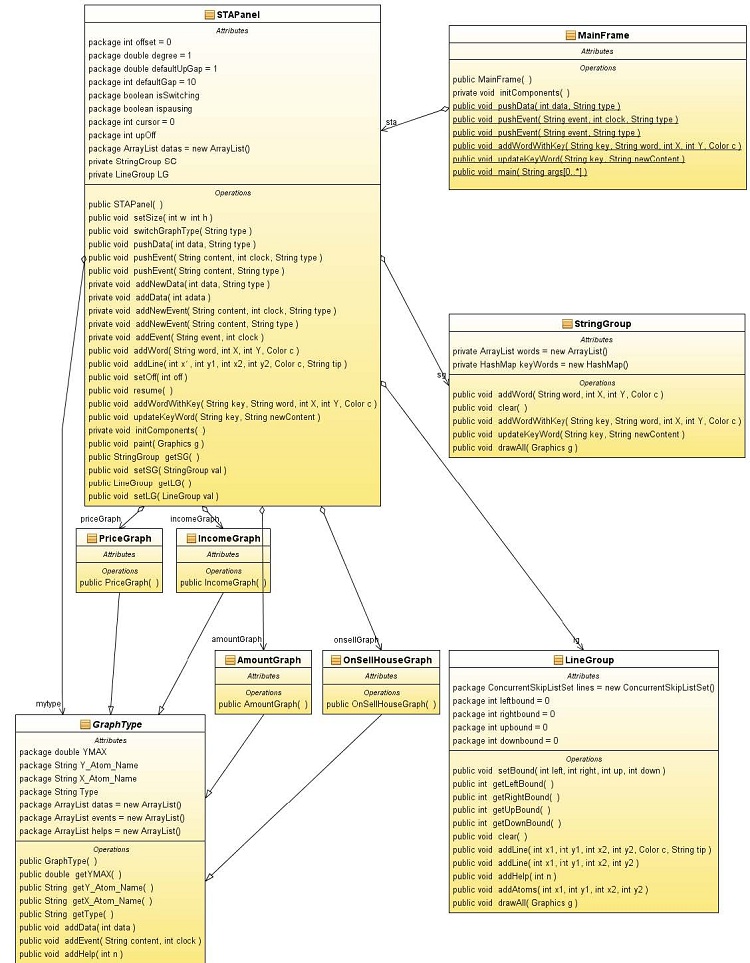 STAPanel
Attributes
package int offset = 0
package double degree = 1
package double defaultUpGap = 1
package int defaultGap = 10
package boolean isSwitching
package boolean ispausing
package int cursor = 0
package int upOff
package ArrayList datas = new ArrayList()
private StringGroup SG
private LineGroup LG
Operations
public STAPanel( )
public void setSize( int w int h )
public void switchGraphType( String type )
public void pushData( int data, String type )
public void pushEvent( String content, int clock, String type )
public void pushEvent( String content, String type )
private void addNewData( int data, String type )
public void addData( int adata )
private void addNewEvent( String content, int clock, String type )
private void addNewEvent( String content, String type )
private void addEvent( String event, int clock )
public void addWord( String word, int X, int Y, Color c )
public void addLine( int x1, int y1, int x2, int y2, Color c, String tip )
public void setOff( int off )
public void resume( )
public void addWordWithKey( String key, String word, int X, int Y, Color c )
public void updateKeyWord( String key, String newContent )
private void initComponents( )
public void paint( Graphics g )
public StringGroup getSG( )
public void setSG( StringGroup val )
public LineGroup getLG( )
public void setLG( LineGroup val )
MainFrame
Attributes
Operations
public MainFrame( )
private void initComponents( )
public void pushData( int data, String type )
public void pushEvent( String event, int clock, String type )
public void pushEvent( String event, String type )
public void addWordWithKey( String key, String word, int X, int Y, Color c )
public void updateKeyWord( String key, String newContent )
public void main( String args[0..*] )
sta
StringGroup
Attributes
private ArrayList words = new ArrayList()
private HashMap keyWords = new HashMap()
Operations
public void addWord( String word, int X, int Y, Color c )
public void clear( )
public void addWordWithKey( String key, String word, int X, int Y, Color c )
public void updateKeyWord( String key, String newContent )
public void drawAll( Graphics g )
sg
priceGraph
incomeGraph
PriceGraph
Attributes
Operations
public PriceGraph( )
IncomeGraph
Attributes
Operations
public IncomeGraph( )
amountGraph
onsellGraph
lg
AmountGraph
Attributes
Operations
public AmountGraph( )
OnSellHouseGraph
Attributes
Operations
public OnSellHouseGraph( )
LineGroup
Attributes
package ConcurrentSkipListSet lines = new ConcurrentSkipListSet()
package int leftbound = 0
package int rightbound = 0
package int upbound = 0
package int downbound = 0
Operations
public void setBound( int left, int right, int up, int down )
public int getLeftBound( )
public int getRightBound( )
public int getUpBound( )
public int getDownBound( )
public void clear( )
public void addLine( int x1, int y1, int x2, int y2, Color c, String tip )
public void addLine( int x1, int y1, int x2, int y2 )
public void addHelp( int n )
public void addAtoms( int x1, int y1, int x2, int y2 )
public void drawAll( Graphics g )
mytype
GraphType
Attributes
package double YMAX
package String Y_Atom_Name
package String X_Atom_Name
package String Type
package ArrayList datas = new ArrayList()
package ArrayList events = new ArrayList()
package ArrayList helps = new ArrayList()
Operations
public GraphType( )
public double getYMAX( )
public String getY_Atom_Name( )
public String getX_Atom_Name( )
public String getType( )
public void addData( int data )
public void addEvent( String content, int clock )
public void addHelp( int n )